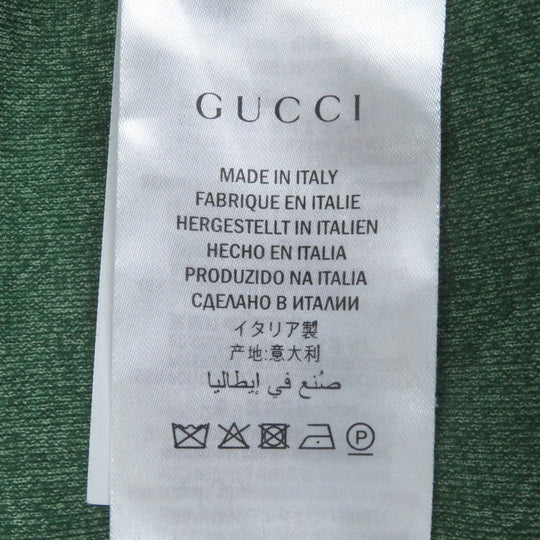 GUCCI
MADE IN ITALY
FABRIQUE EN ITALIE
HERGESTELLT IN ITALIEN
HECHO EN ITALIA
PRODUZIDO NA ITALIA
СДЕЛАНО В ИТАЛИИ
イタリア製
产地:意大利
صُنع في إيطاليا
P